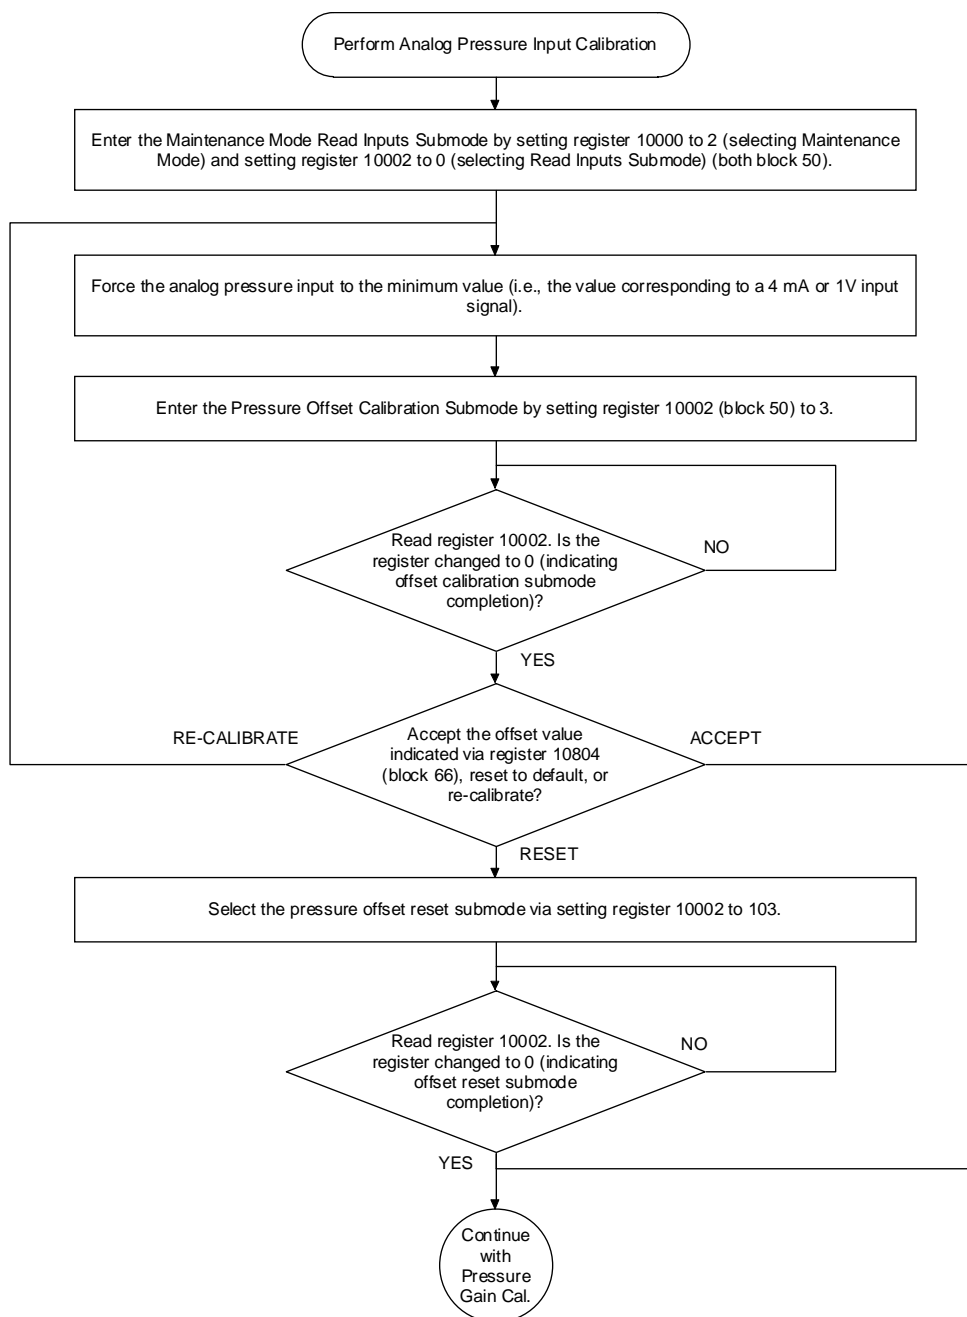 Perform Analog Pressure Input Calibration
Enter the Maintenance Mode Read Inputs Submode by setting register 10000 to 2 (selecting Maintenance
Mode) and setting register 10002 to 0 (selecting Read Inputs Submode) (both block 50).
Force the analog pressure input to the minimum value (i.e., the value corresponding to a 4 mA or 1V input
signal).
Enter the Pressure Offset Calibration Submode by setting register 10002 (block 50) to 3.
Read register 10002. Is the
register changed to 0 (indicating
offset calibration submode
completion)?
NO
YES
RE-CALIBRATE
Accept the offset value
indicated via register 10804
(block 66), reset to default, or
re-calibrate?
ACCEPT
RESET
Select the pressure offset reset submode via setting register 10002 to 103.
Read register 10002. Is the
register changed to 0 (indicating
offset reset submode
completion)?
NO
YES
Continue
with
Pressure
Gain Cal.